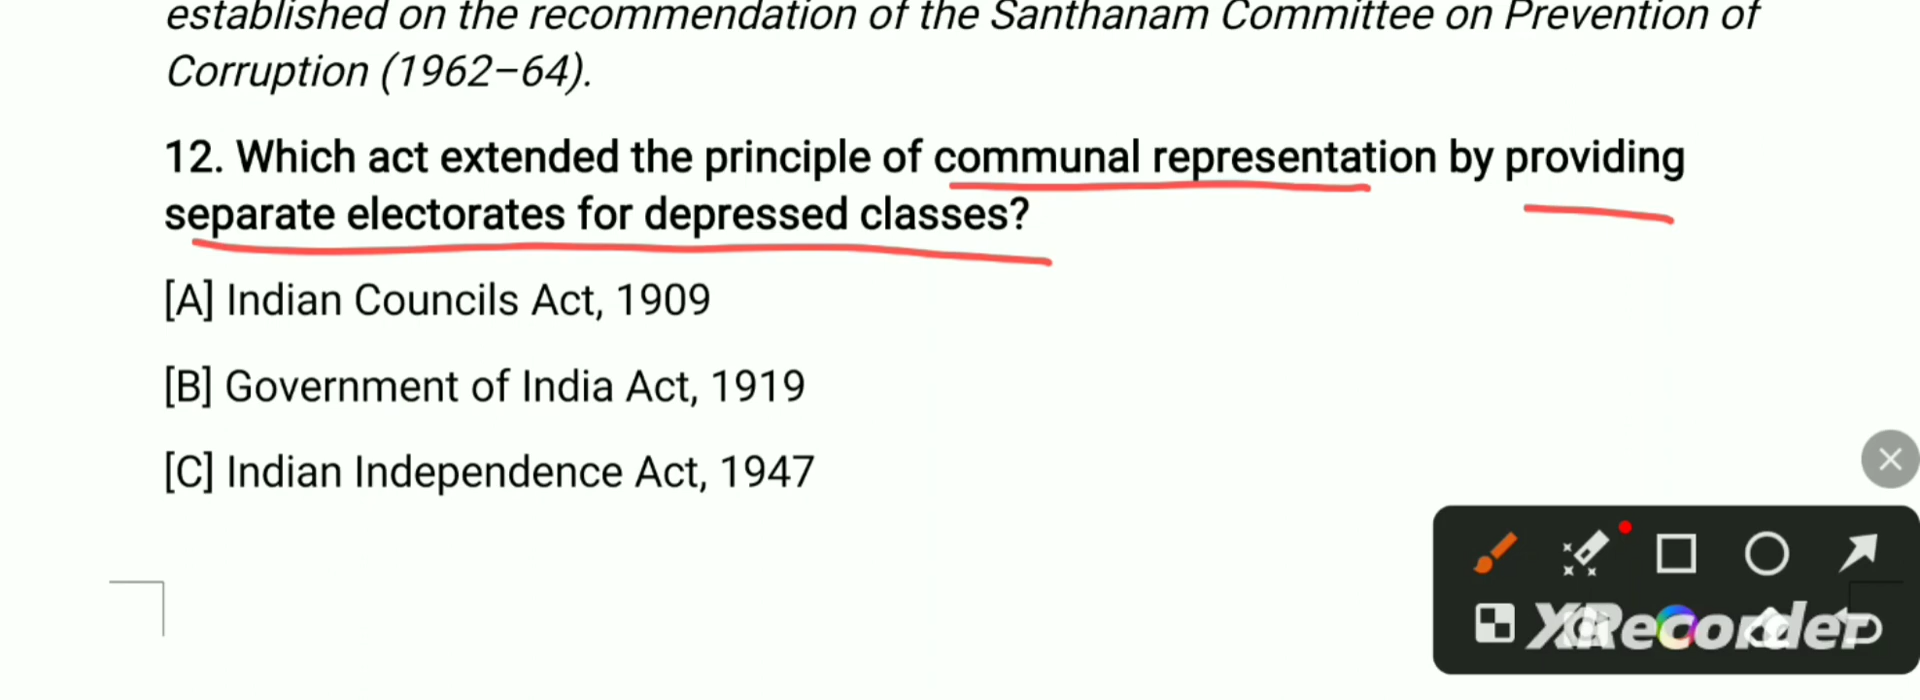 established on the recommendation of the Santhanam Committee on Prevention of
Corruption (1962–64).
12. Which act extended the principle of communal representation by providing
separate electorates for depressed classes?
[A] Indian Councils Act, 1909
[B] Government of India Act, 1919
[C] Indian Independence Act, 1947
XRecorder